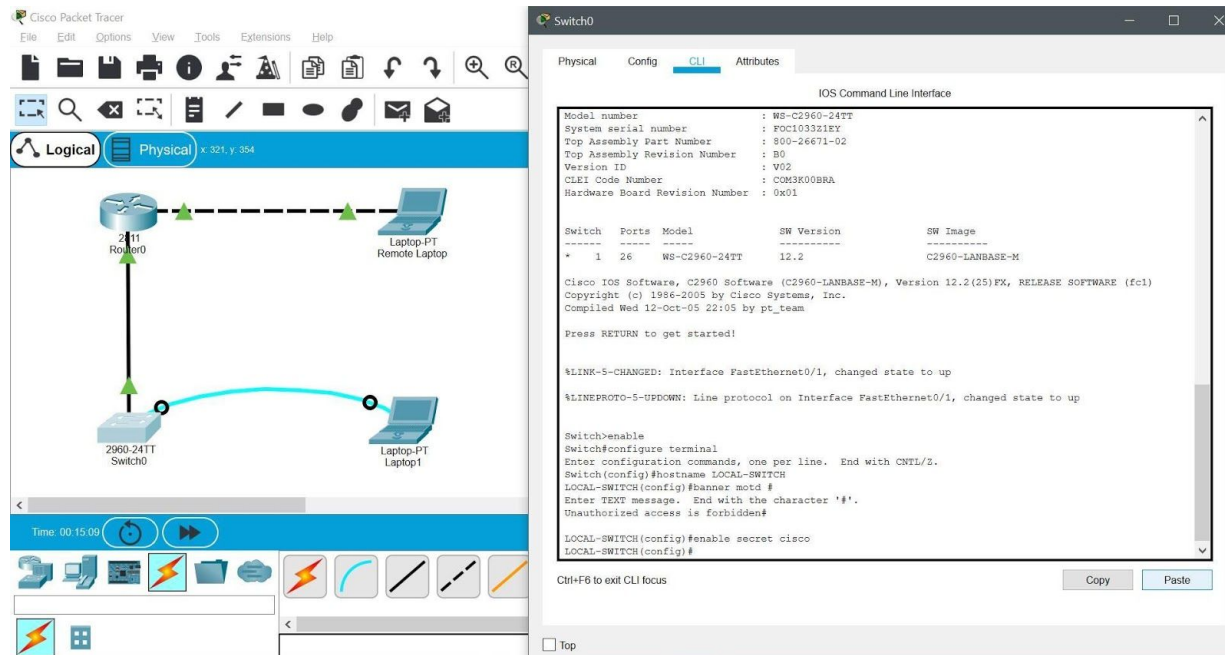 Cisco Packet Tracer
File Edit Options View Tools Extensions Help
Logical Physical x: 321, y: 354
2811
Router0
Laptop-PT
Remote Laptop
2960-24TT
Switch0
Laptop-PT
Laptop1
Time: 00:15:09
Switch0
Physical Config CLI Attributes
IOS Command Line Interface
Model number : WS-C2960-24TT
System serial number : FOC1033Z1EY
Top Assembly Part Number : 800-26671-02
Top Assembly Revision Number : B0
Version ID : V02
CLEI Code Number : COM3K00BRA
Hardware Board Revision Number : 0x01
Switch Ports Model SW Version SW Image
------ ----- ----- ---------- ----------
* 1 26 WS-C2960-24TT 12.2 C2960-LANBASE-M
Cisco IOS Software, C2960 Software (C2960-LANBASE-M), Version 12.2(25)FX, RELEASE SOFTWARE (fc1)
Copyright (c) 1986-2005 by Cisco Systems, Inc.
Compiled Wed 12-Oct-05 22:05 by pt_team
Press RETURN to get started!
%LINK-5-CHANGED: Interface FastEthernet0/1, changed state to up
%LINEPROTO-5-UPDOWN: Line protocol on Interface FastEthernet0/1, changed state to up
Switch>enable
Switch#configure terminal
Enter configuration commands, one per line. End with CNTL/Z.
Switch(config)#hostname LOCAL-SWITCH
LOCAL-SWITCH(config)#banner motd #
Enter TEXT message. End with the character '#'.
Unauthorized access is forbidden#
LOCAL-SWITCH(config)#enable secret cisco
LOCAL-SWITCH(config)#
Ctrl+F6 to exit CLI focus
Copy Paste
Top